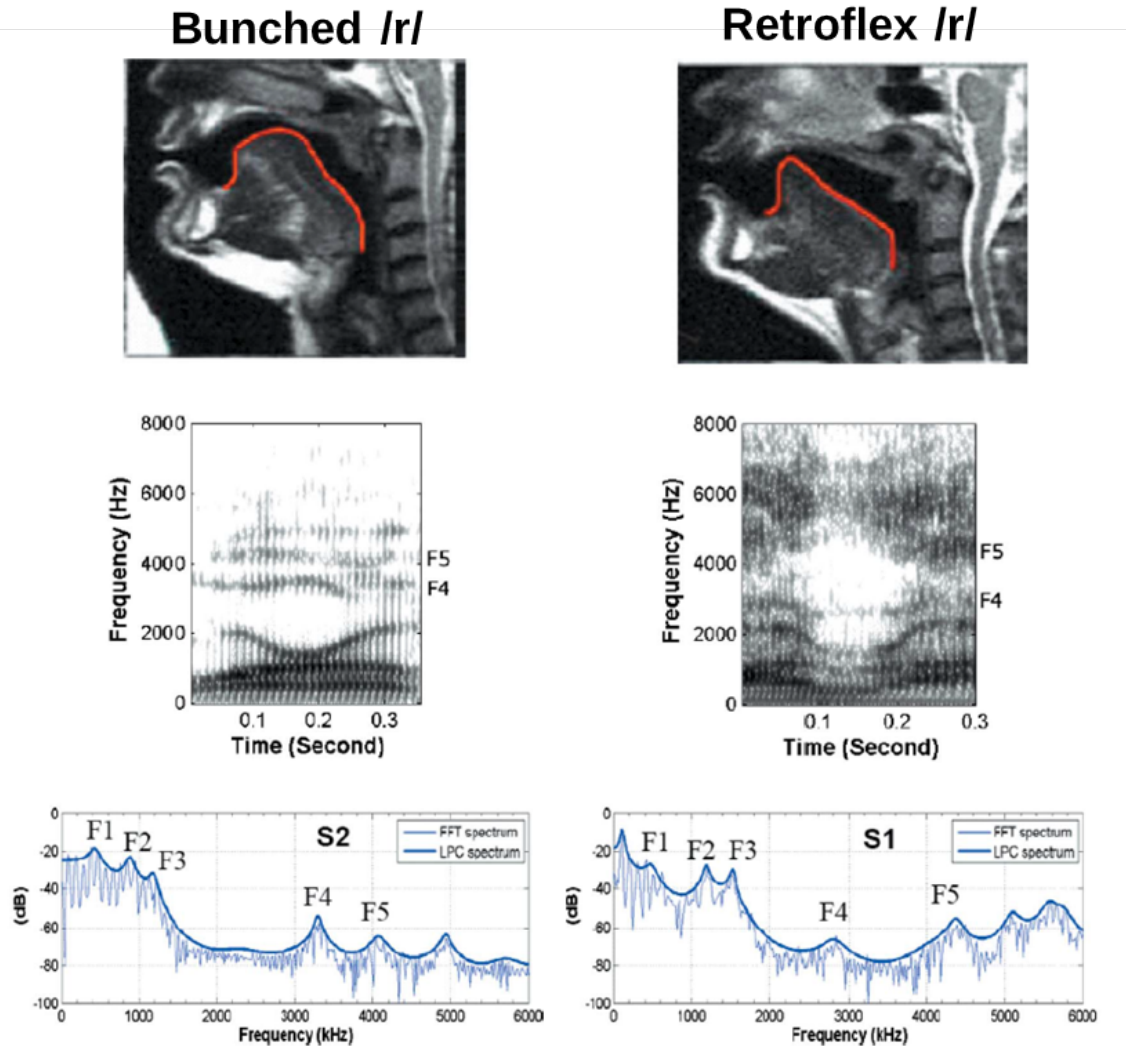 Bunched /r/
Retroflex /r/
8000
6000
4000
2000
0
Frequency (Hz)
F5
F4
0.1 0.2 0.3
Time (Second)
8000
6000
4000
2000
0
Frequency (Hz)
F5
F4
0.1 0.2 0.3
Time (Second)
0
-20
-40
-60
-80
-100
(dB)
F1
F2
F3
F4
F5
S2
FFT spectrum
LPC spectrum
0 1000 2000 3000 4000 5000 6000
Frequency (kHz)
0
-20
-40
-60
-80
-100
(dB)
F1
F2
F3
F4
F5
S1
FFT spectrum
LPC spectrum
0 1000 2000 3000 4000 5000 6000
Frequency (kHz)